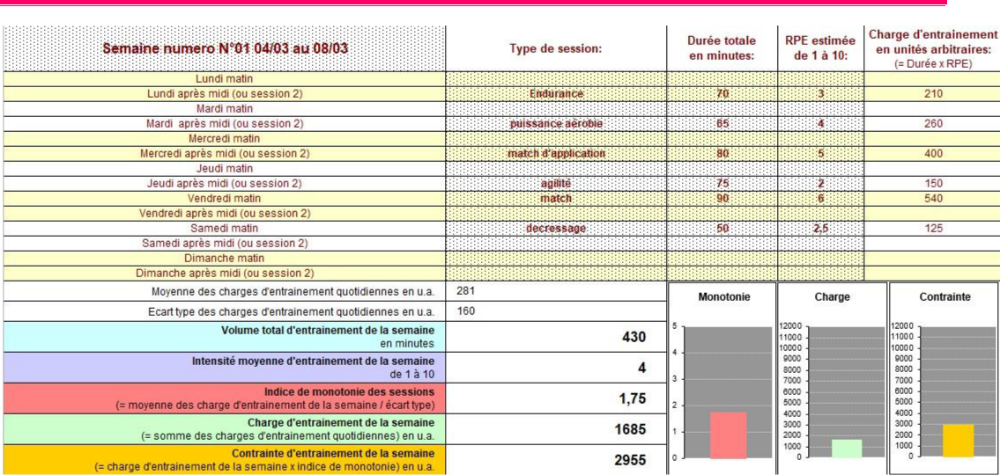 Semaine numero N°01 04/03 au 08/03
Type de session:
Durée totale
en minutes:
RPE estimée
de 1 à 10:
Charge d'entrainement
en unités arbitraires:
(= Durée x RPE)
Lundi matin
Lundi après midi (ou session 2) Endurance 70 3 210
Mardi matin
Mardi après midi (ou session 2) puissance aérobie 65 4 260
Mercredi matin
Mercredi après midi (ou session 2) match d'application 80 5 400
Jeudi matin
Jeudi après midi (ou session 2) agilité 75 2 150
Vendredi matin match 90 6 540
Vendredi après midi (ou session 2)
Samedi matin decressage 50 2,5 125
Samedi après midi (ou session 2)
Dimanche matin
Dimanche après midi (ou session 2)
Moyenne des charges d'entrainement quotidiennes en u.a. 281
Ecart type des charges d'entrainement quotidiennes en u.a. 160
Volume total d'entrainement de la semaine
en minutes
430
Intensité moyenne d'entrainement de la semaine
de 1 à 10
4
Indice de monotonie des sessions
(= moyenne des charge d'entrainement de la semaine / écart type)
1,75
Charge d'entrainement de la semaine
(= somme des charges d'entrainement quotidiennes) en u.a.
1685
Contrainte d'entrainement de la semaine
(= charge d'entrainement de la semaine x indice de monotonie) en u.a.
2955
Monotonie
5
4
3
2
1
0
Charge
12000
11000
10000
9000
8000
7000
6000
5000
4000
3000
2000
1000
0
Contrainte
12000
11000
10000
9000
8000
7000
6000
5000
4000
3000
2000
1000
0